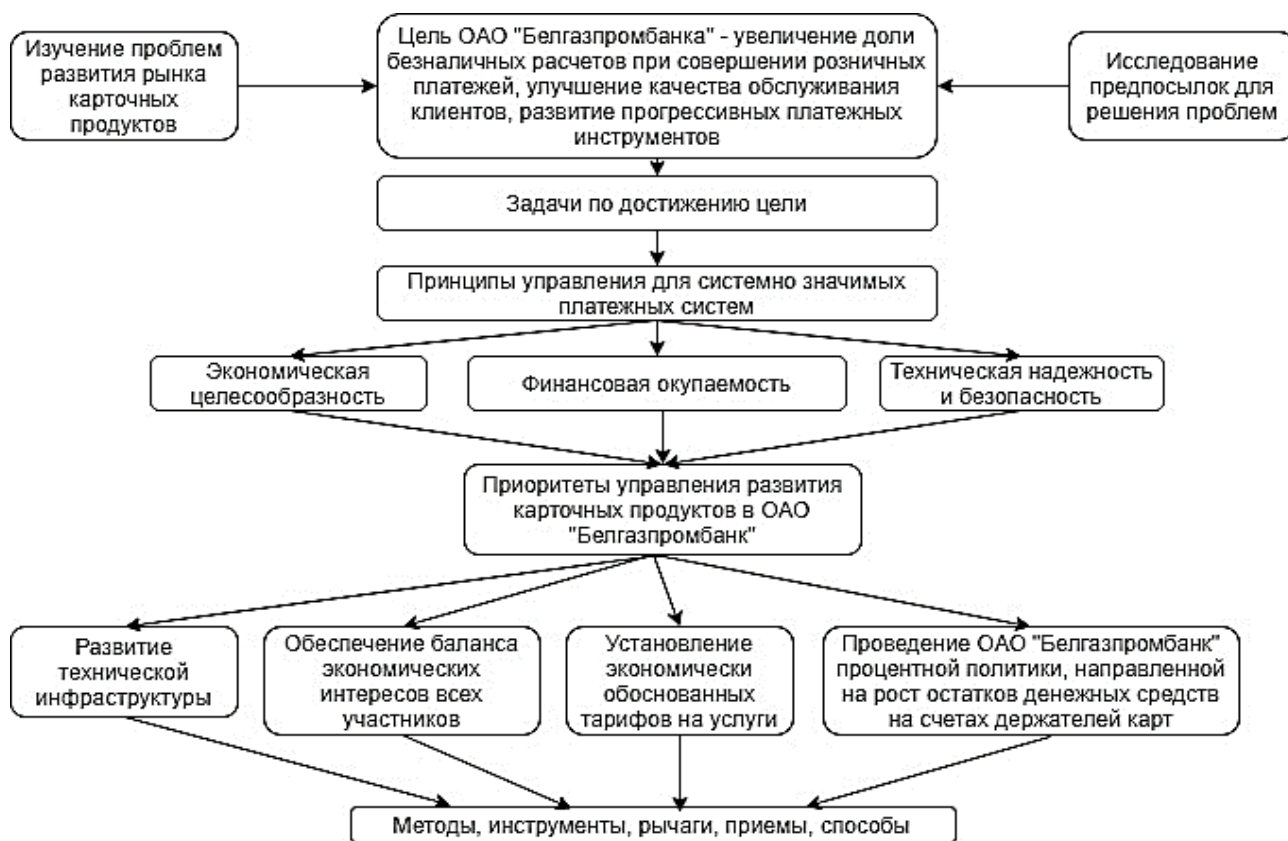 Изучение проблем
развития рынка
карточных
продуктов
Цель ОАО "Белгазпромбанка" - увеличение доли
безналичных расчетов при совершении розничных
платежей, улучшение качества обслуживания
клиентов, развитие прогрессивных платежных
инструментов
Исследование
предпосылок для
решения проблем
Задачи по достижению цели
Принципы управления для системно значимых
платежных систем
Экономическая
целесообразность
Финансовая окупаемость
Техническая надежность
и безопасность
Приоритеты управления развития
карточных продуктов в ОАО
"Белгазпромбанк"
Развитие
технической
инфраструктуры
Обеспечение баланса
экономических
интересов всех
участников
Установление
экономически
обоснованных
тарифов на услуги
Проведение ОАО "Белгазпромбанк"
процентной политики, направленной
на рост остатков денежных средств
на счетах держателей карт
Методы, инструменты, рычаги, приемы, способы